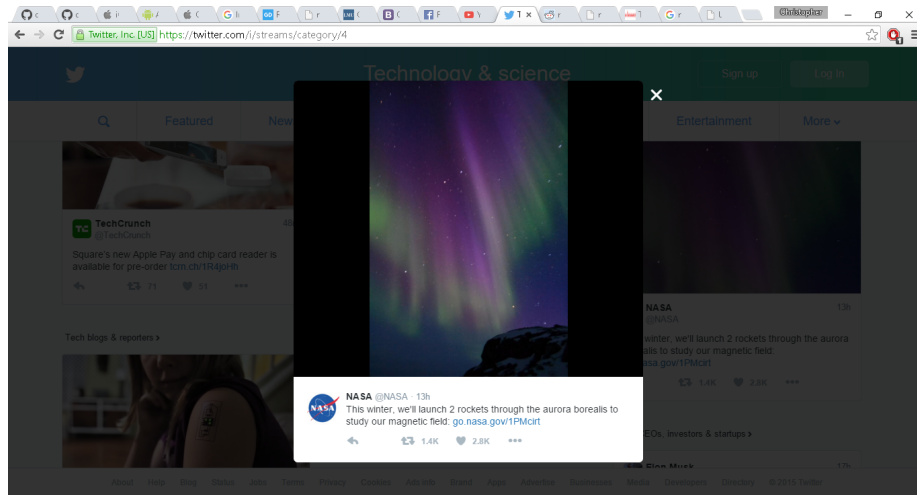 Christopher
Twitter, Inc. [US] https://twitter.com/i/streams/category/4
Technology & science
Sign up
Log In
Featured
New
Entertainment
More
TechCrunch
@TechCrunch
Square's new Apple Pay and chip card reader is
available for pre-order tcrn.ch/1R4joHh
71
51
Tech blogs & reporters
NASA
NASA @NASA · 13h
This winter, we'll launch 2 rockets through the aurora borealis to
study our magnetic field: go.nasa.gov/1PMcirt
1.4K 2.8K
NASA
@NASA
13h
winter, we'll launch 2 rockets through the aurora
alis to study our magnetic field:
asa.gov/1PMcirt
1.4K 2.8K
EOs, investors & startups
Elon Musk
17h
About Help Blog Status Jobs Terms Privacy Cookies Ads info Brand Apps Advertise Businesses Media Developers Directory © 2015 Twitter